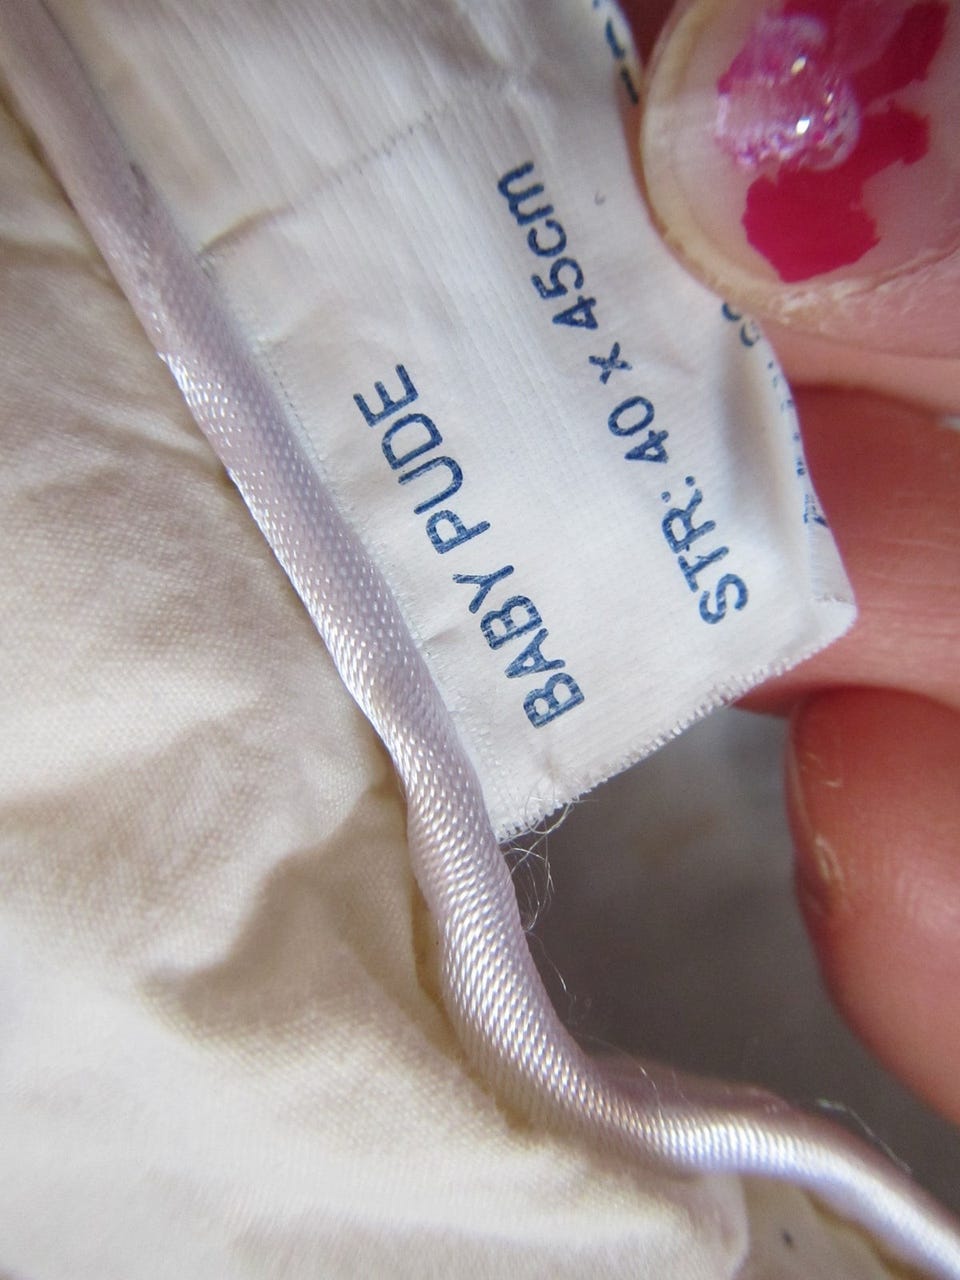 BABY PUDE
STR: 40 x 45cm